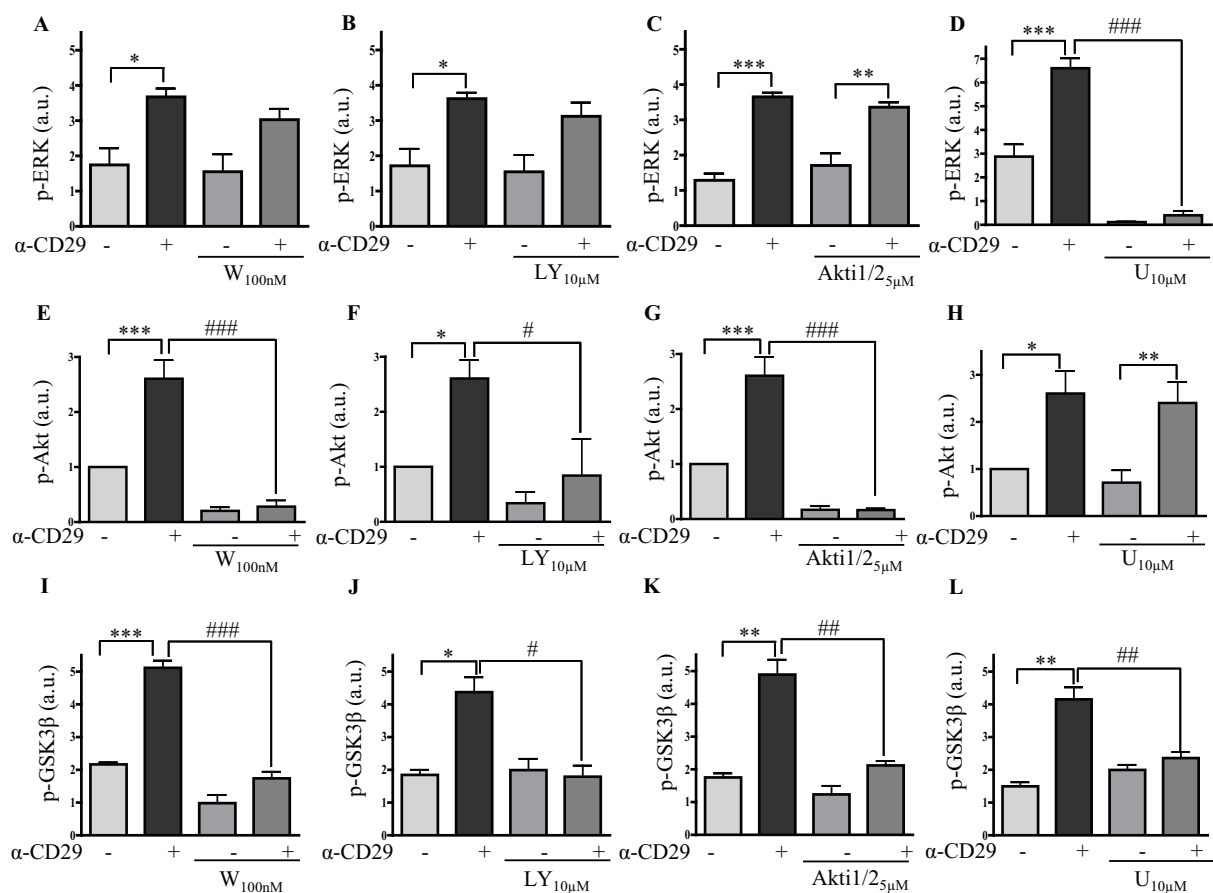 A B C D
* * *** ** *** ###
p-ERK (a.u.) 5 4 3 2 1 0
p-ERK (a.u.) 5 4 3 2 1 0
p-ERK (a.u.) 5 4 3 2 1 0
p-ERK (a.u.) 7 6 5 4 3 2 1 0
α-CD29 - + - + α-CD29 - + - + α-CD29 - + - + α-CD29 - + - +
W100nM LY10µM Akti1/25µM U10µM
E F G H
*** ### * # *** ### * **
p-Akt (a.u.) 3 2 1 0
p-Akt (a.u.) 3 2 1 0
p-Akt (a.u.) 3 2 1 0
p-Akt (a.u.) 3 2 1 0
α-CD29 - + - + α-CD29 - + - + α-CD29 - + - + α-CD29 - + - +
W100nM LY10µM Akti1/25µM U10µM
I J K L
*** ### * # ** ## ** ##
p-GSK3β (a.u.) 5 4 3 2 1 0
p-GSK3β (a.u.) 5 4 3 2 1 0
p-GSK3β (a.u.) 5 4 3 2 1 0
p-GSK3β (a.u.) 5 4 3 2 1 0
α-CD29 - + - + α-CD29 - + - + α-CD29 - + - + α-CD29 - + - +
W100nM LY10µM Akti1/25µM U10µM